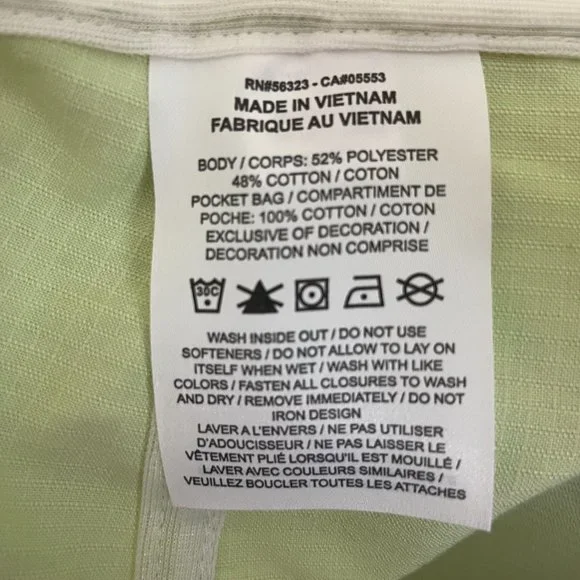 RN#56323 - CA#05553
MADE IN VIETNAM
FABRIQUE AU VIETNAM
BODY / CORPS: 52% POLYESTER
48% COTTON / COTON
POCKET BAG / COMPARTIMENT DE
POCHE: 100% COTTON / COTON
EXCLUSIVE OF DECORATION /
DECORATION NON COMPRISE
30C
WASH INSIDE OUT / DO NOT USE
SOFTENERS / DO NOT ALLOW TO LAY ON
ITSELF WHEN WET / WASH WITH LIKE
COLORS / FASTEN ALL CLOSURES TO WASH
AND DRY / REMOVE IMMEDIATELY / DO NOT
IRON DESIGN
LAVER A L'ENVERS / NE PAS UTILISER
D'ADOUCISSEUR / NE PAS LAISSER LE
VÊTEMENT PLIÉ LORSQU'IL EST MOUILLÉ /
LAVER AVEC COULEURS SIMILAIRES /
VEUILLEZ BOUCLER TOUTES LES ATTACHES